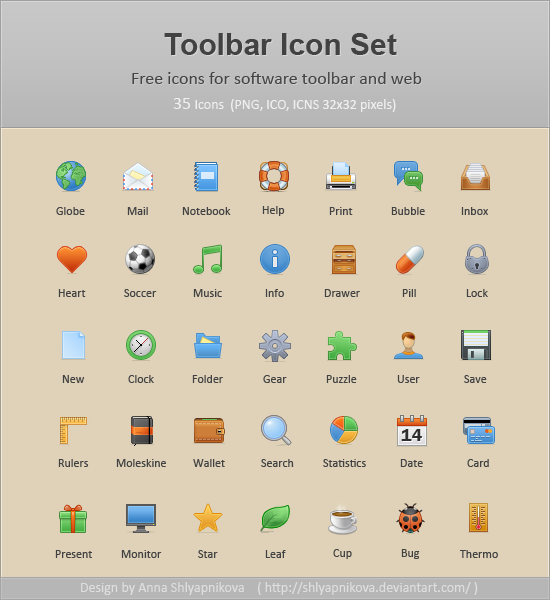 Toolbar Icon Set
Free icons for software toolbar and web
35 Icons (PNG, ICO, ICNS 32x32 pixels)
Globe Mail Notebook Help Print Bubble Inbox
Heart Soccer Music Info Drawer Pill Lock
New Clock Folder Gear Puzzle User Save
14
Rulers Moleskine Wallet Search Statistics Date Card
Present Monitor Star Leaf Cup Bug Thermo
Design by Anna Shlyapnikova ( http://shlyapnikova.deviantart.com/ )